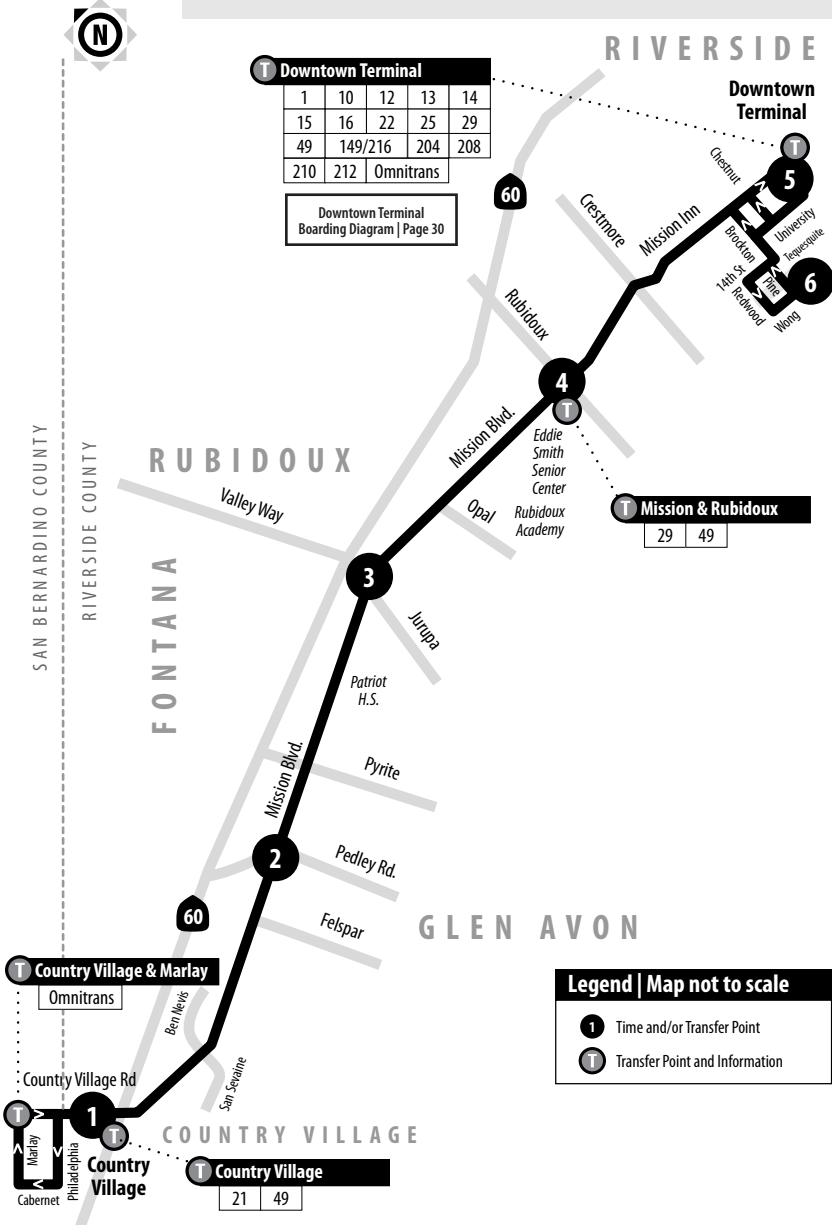 N
RIVERSIDE
T Downtown Terminal
1 10 12 13 14
15 16 22 25 29
49 149/216 204 208
210 212 Omnitrans
Downtown Terminal
Boarding Diagram | Page 30
Downtown
Terminal
T
5
Chestnut
University
Tequesquite
Brockton
14th St
Pine
6
Redwood
Wong
60
Crestmore
Mission Inn
Rubidoux
4
T
Mission Blvd.
Eddie
Smith
Senior
Center
Rubidoux
Academy
Opal
T Mission & Rubidoux
29 49
RUBIDOUX
Valley Way
SAN BERNARDINO COUNTY
RIVERSIDE COUNTY
FONTANA
3
Jurupa
Patriot
H.S.
Mission Blvd.
Pyrite
2
Pedley Rd.
Felspar
60
GLEN AVON
T Country Village & Marlay
Omnitrans
Ben Nevis
San Sevaine
Country Village Rd
T
1
T
Marlay
Philadelphia
Cabernet
Country
Village
COUNTRY VILLAGE
T Country Village
21 49
Legend | Map not to scale
1 Time and/or Transfer Point
T Transfer Point and Information